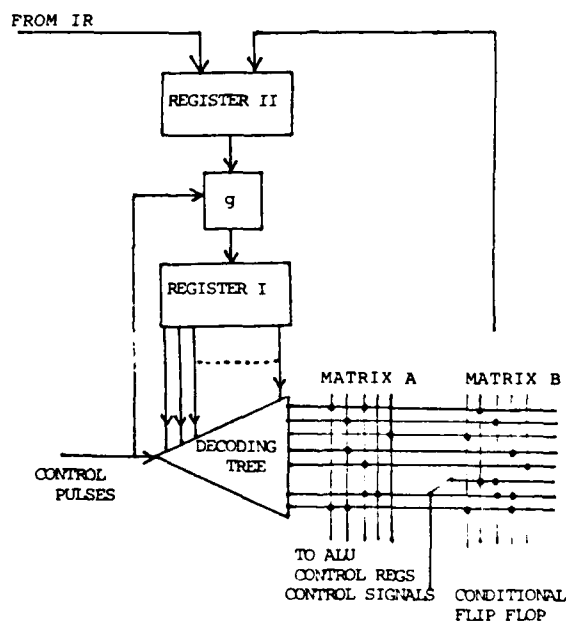 FROM IR
REGISTER II
g
REGISTER I
MATRIX A
MATRIX B
DECODING
TREE
CONTROL
PULSES
TO ALU
CONTROL REGS
CONTROL SIGNALS
CONDITIONAL
FLIP FLOP